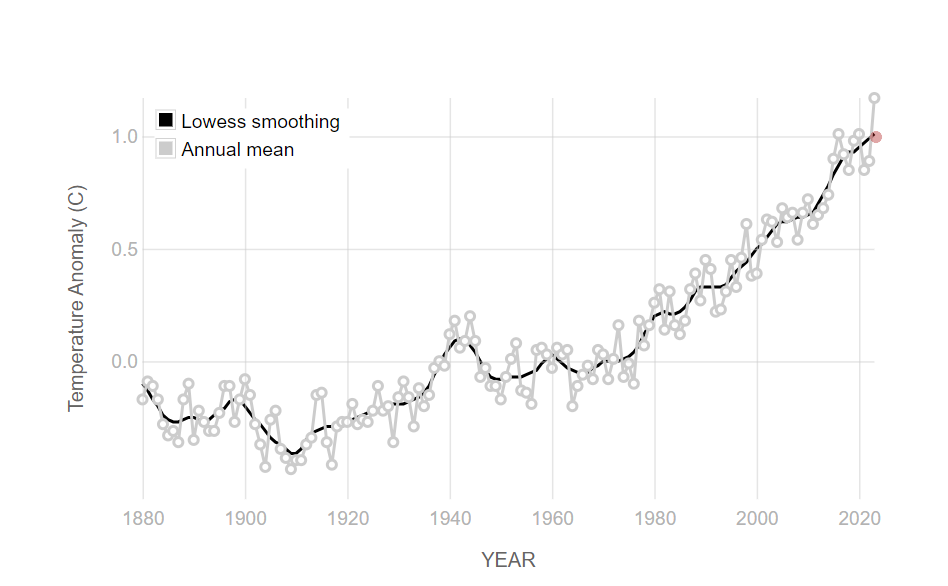 Lowess smoothing
Annual mean
1.0
0.5
0.0
Temperature Anomaly (C)
1880 1900 1920 1940 1960 1980 2000 2020
YEAR